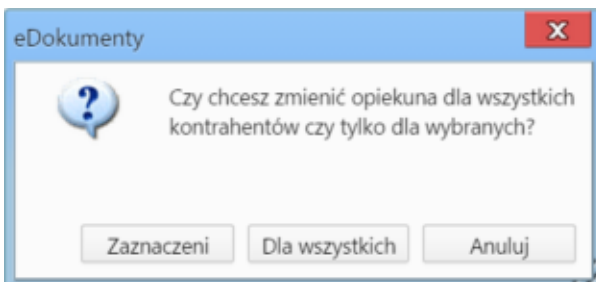 eDokumenty
Czy chcesz zmienić opiekuna dla wszystkich
kontrahentów czy tylko dla wybranych?
Zaznaczeni Dla wszystkich Anuluj